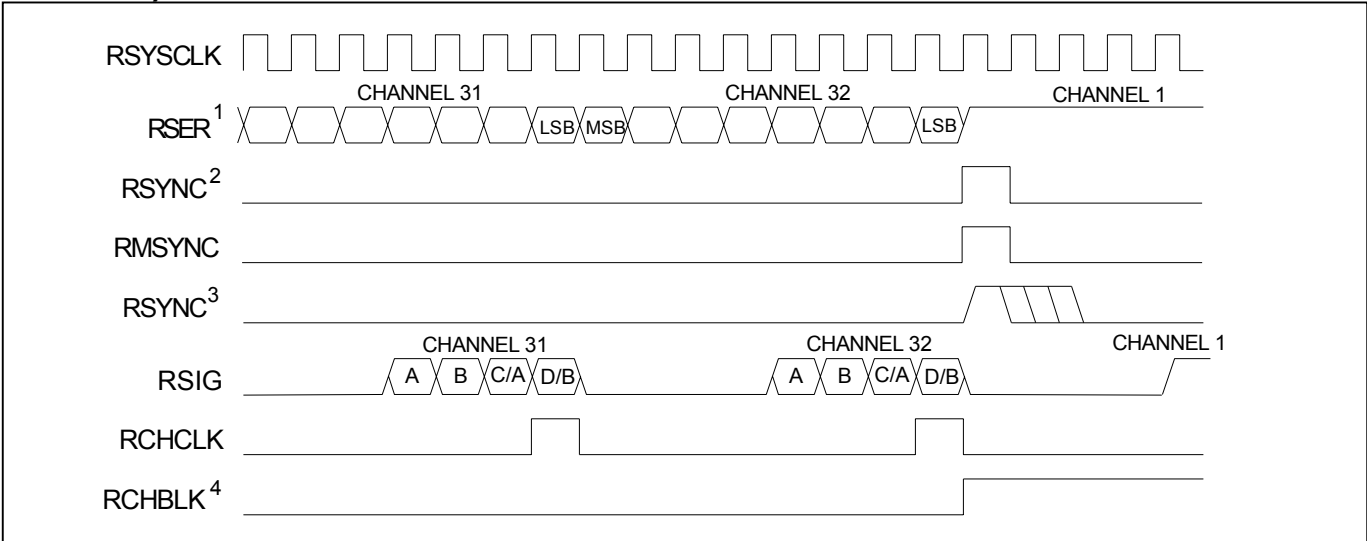 RSYSCLK
CHANNEL 31 CHANNEL 32 CHANNEL 1
RSER1 LSB MSB LSB
RSYNC2
RMSYNC
RSYNC3
CHANNEL 31 CHANNEL 32 CHANNEL 1
RSIG A B C/A D/B A B C/A D/B
RCHCLK
RCHBLK4